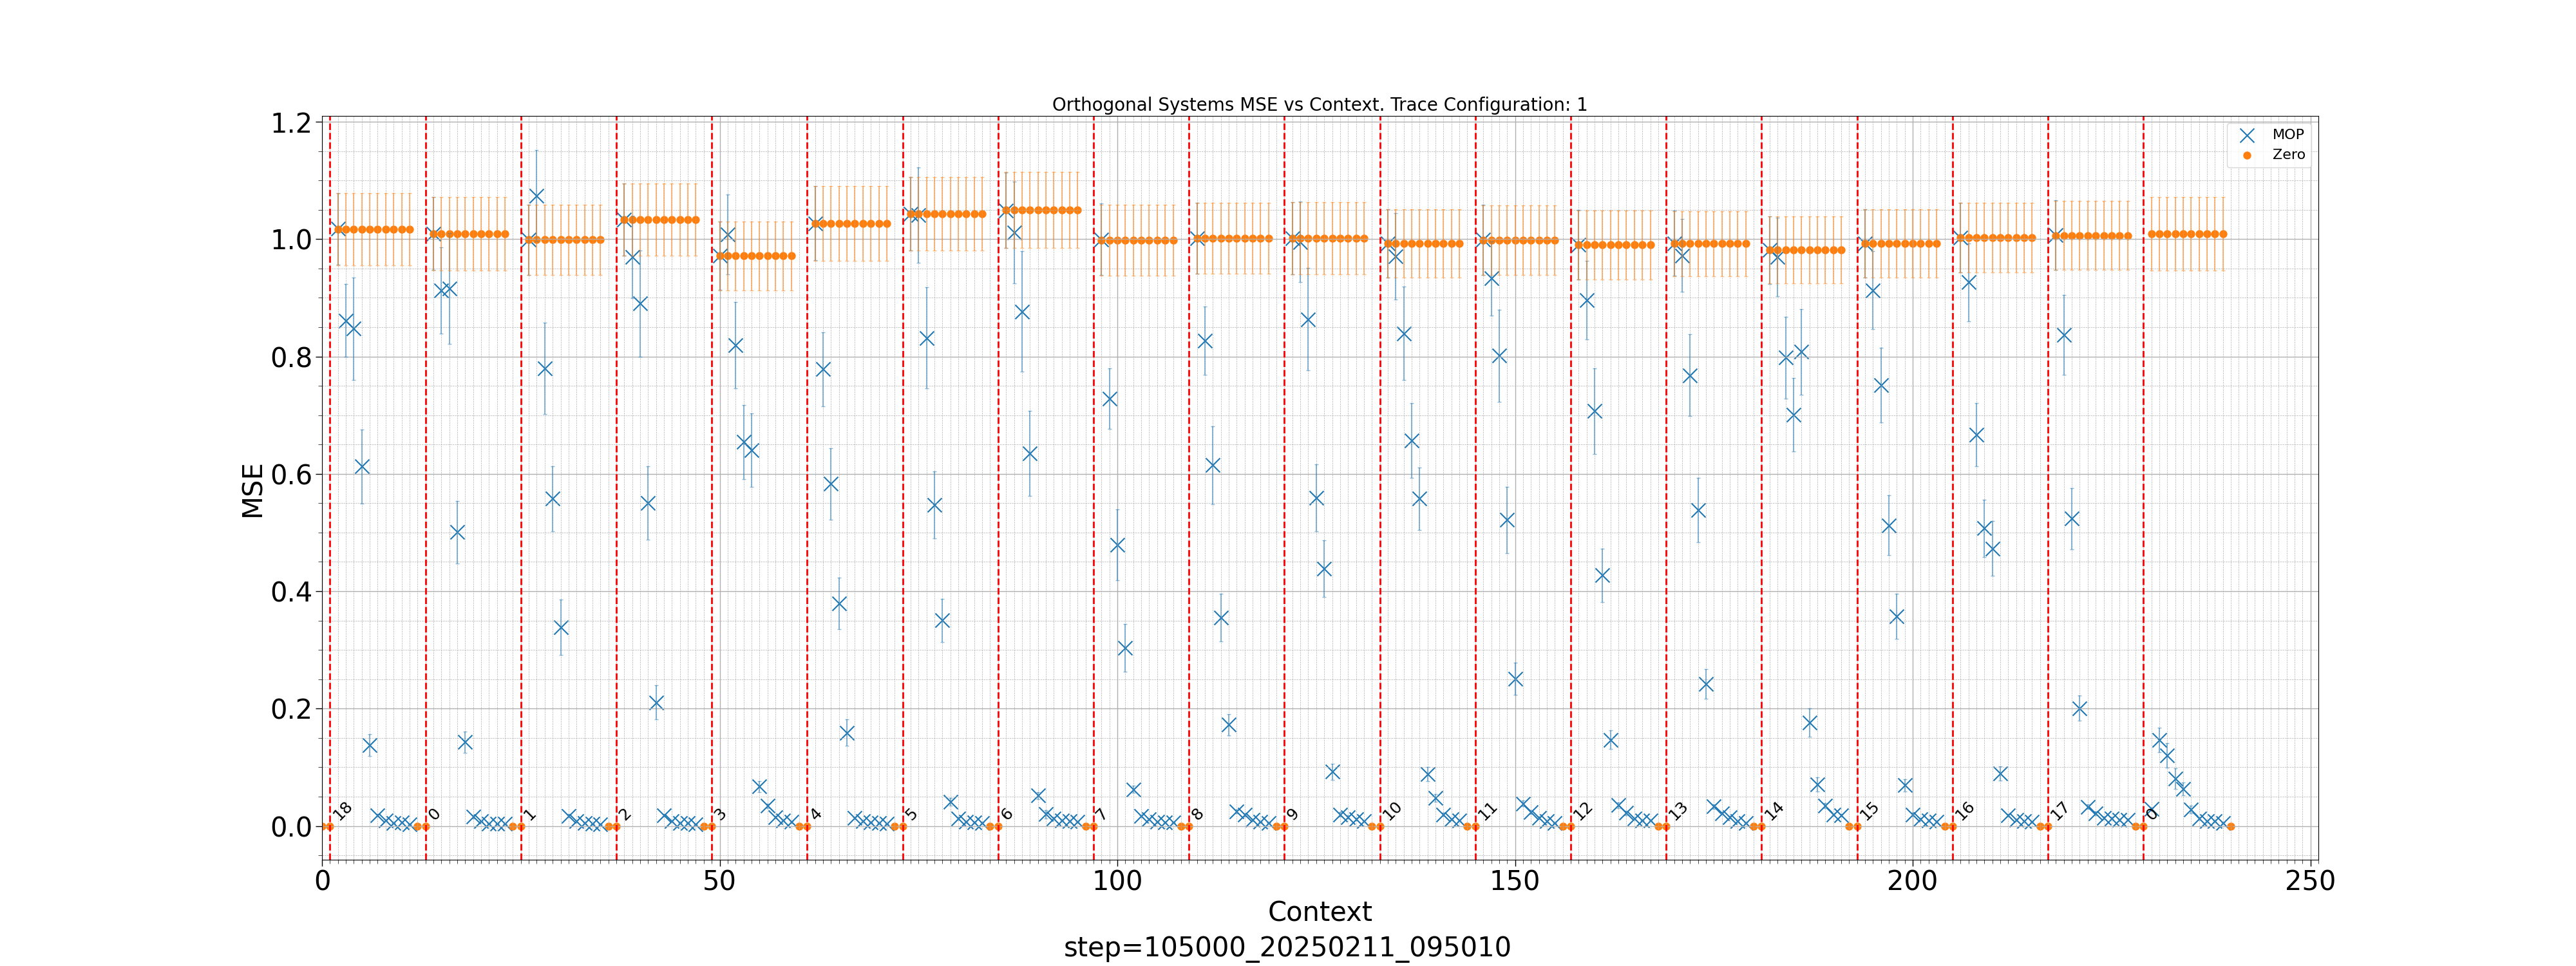 Orthogonal Systems MSE vs Context. Trace Configuration: 1
MOP
Zero
MSE
1.2
1.0
0.8
0.6
0.4
0.2
0.0
18 0 1 2 3 4 5 6 7 8 9 10 11 12 13 14 15 16 17 0
0 50 100 150 200 250
Context
step=105000_20250211_095010